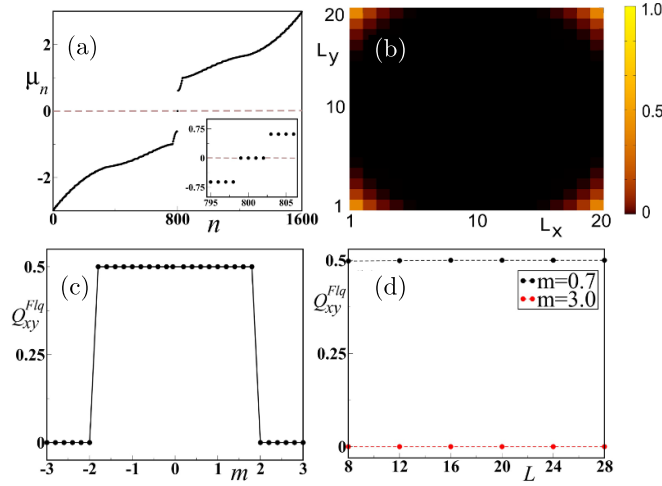 (a)
μn
2
0
-2
0 800 1600
n
0.75
0
-0.75
795 800 805
(b)
20
Ly
10
1
1 10 20
Lx
1.0
0.5
0
(c)
Q^{Flq}_{xy}
0.5
0.25
0
-3 -2 -1 0 1 2 3
m
(d)
Q^{Flq}_{xy}
0.5
0.25
0
m=0.7
m=3.0
8 12 16 20 24 28
L